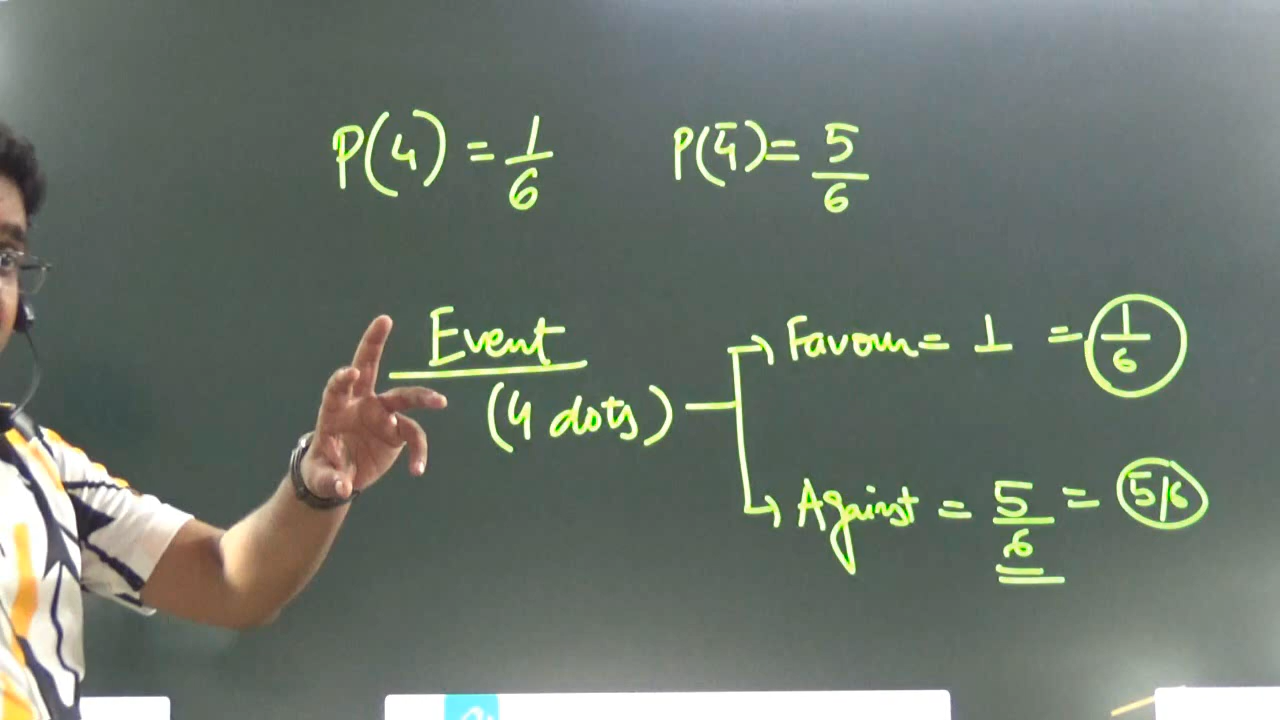 P(4) = 1/6 P(4̄) = 5/6
Event
(4 dots)
Favour = 1 = 1/6
Against = 5/6 = 5/6